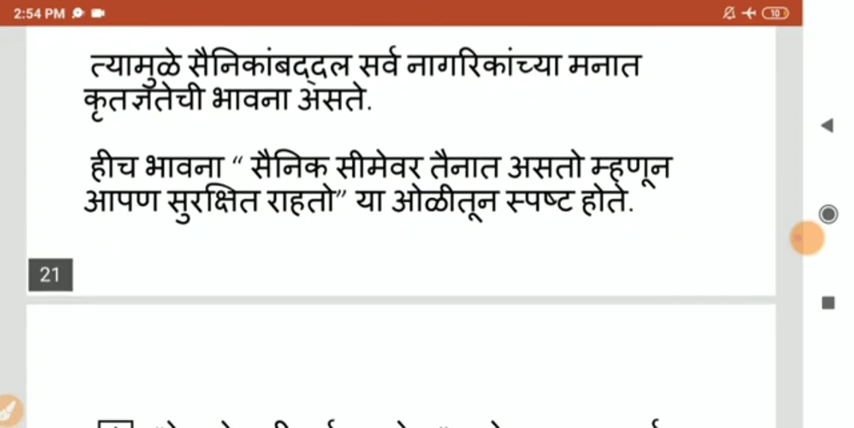 2:54 PM
10
त्यामुळे सैनिकांबद्दल सर्व नागरिकांच्या मनात
कृतज्ञतेची भावना असते.
हीच भावना “ सैनिक सीमेवर तैनात असतो म्हणून
आपण सुरक्षित राहतो” या ओळीतून स्पष्ट होते.
21